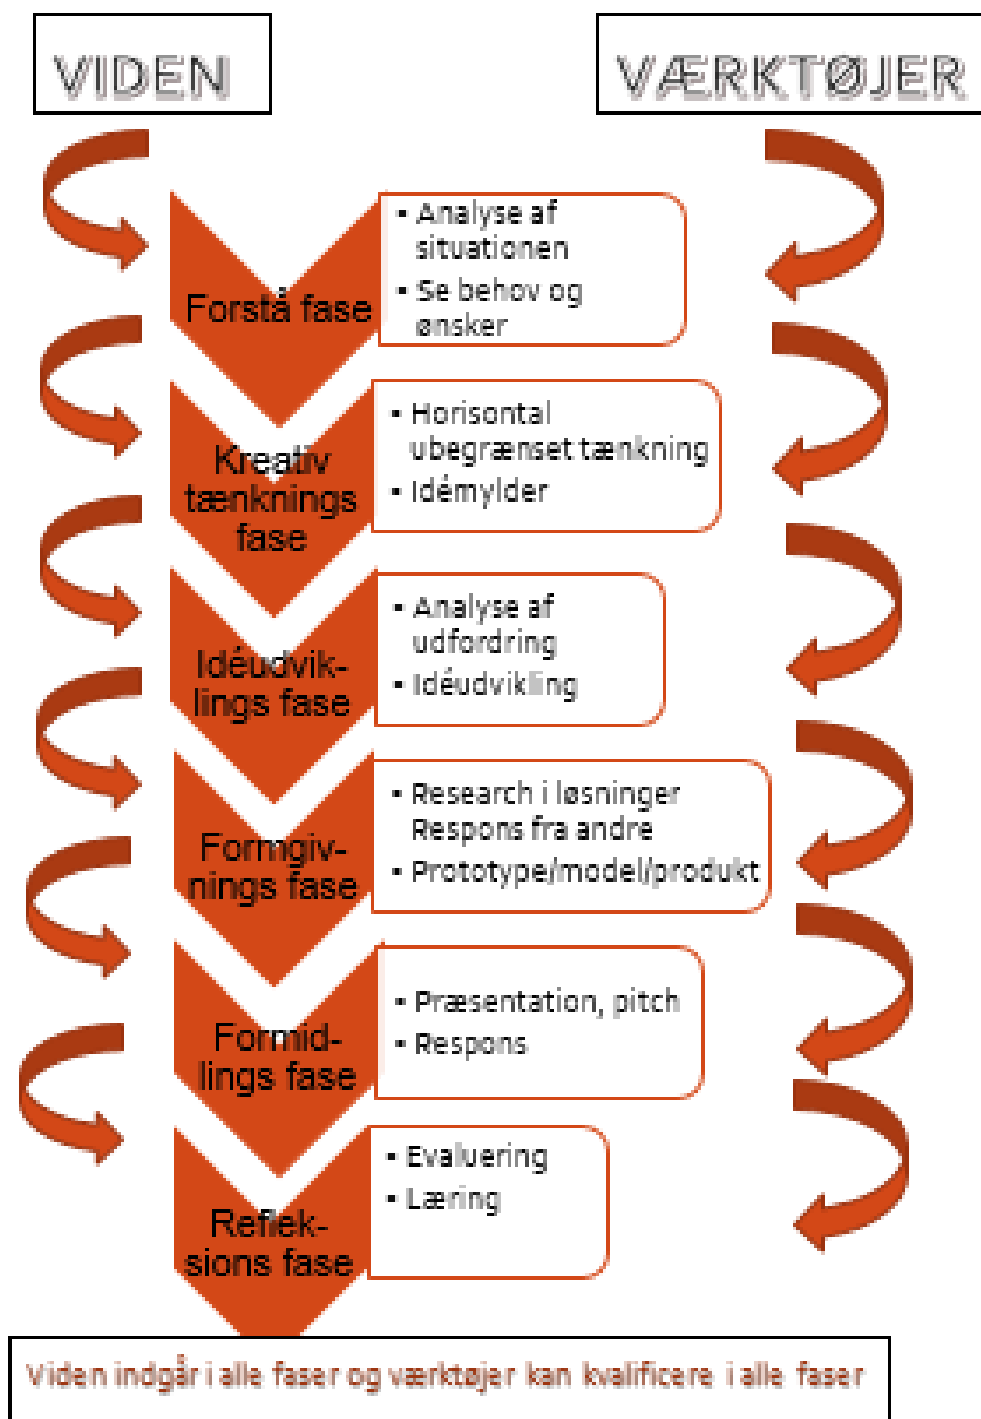 VIDEN
VÆRKTØJER
Forstå fase
▪ Analyse af
situationen
▪ Se behov og
ønsker
Kreativ
tænknings
fase
▪ Horisontal
ubegrænset tænkning
▪ Idémylder
Idéudvik-
lings fase
▪ Analyse af
udfordring
▪ Idéudvikling
Formgiv-
nings fase
▪ Research i løsninger
Respons fra andre
▪ Prototype/model/produkt
Formid-
lings fase
▪ Præsentation, pitch
▪ Respons
Reflek-
sions fase
▪ Evaluering
▪ Læring
Viden indgår i alle faser og værktøjer kan kvalificere i alle faser